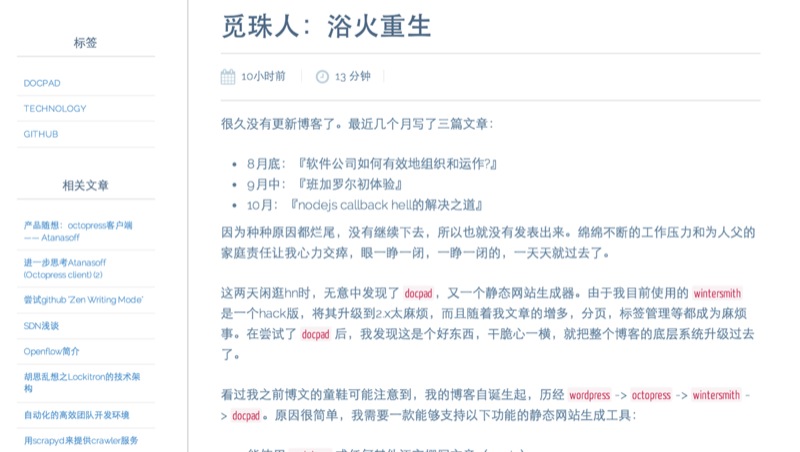 觅珠人：浴火重生
10小时前
13 分钟
标签
DOCPAD
TECHNOLOGY
GITHUB
相关文章
产品随想：octopress客户端
—— Atanasoff
进一步思考Atanasoff
(Octopress client) (2)
尝试github 'Zen Writing Mode'
SDN浅谈
Openflow简介
胡思乱想之Lockitron的技术架
构
自动化的高效团队开发环境
用scrapyd来提供crawler服务
很久没有更新博客了。最近几个月写了三篇文章：
8月底：『软件公司如何有效地组织和运作?』
9月中：『班加罗尔初体验』
10月：『nodejs callback hell的解决之道』
因为种种原因都烂尾，没有继续下去，所以也就没有发表出来。绵绵不断的工作压力和为人父的
家庭责任让我心力交瘁，眼一睁一闭，一睁一闭的，一天天就过去了。
这两天闲逛hn时，无意中发现了 docpad，又一个静态网站生成器。由于我目前使用的 wintersmith
是一个hack版，将其升级到2.x太麻烦，而且随着我文章的增多，分页，标签管理等都成为麻烦
事。在尝试了 docpad 后，我发现这是个好东西，干脆心一横，就把整个博客的底层系统升级过去
了。
看过我之前博文的童鞋可能注意到，我的博客自诞生起，历经 wordpress -> octopress -> wintersmith -
> docpad。原因很简单，我需要一款能够支持以下功能的静态网站生成工具：